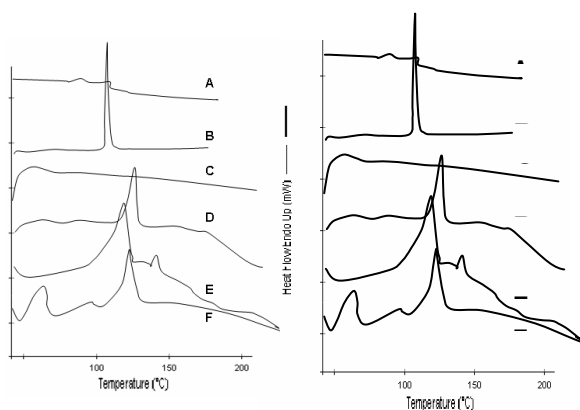 A
B
C
D
E
F
100
150
200
Temperature (°C)
Heat Flow Endo Up (mW)
100
150
200
Temperature (°C)